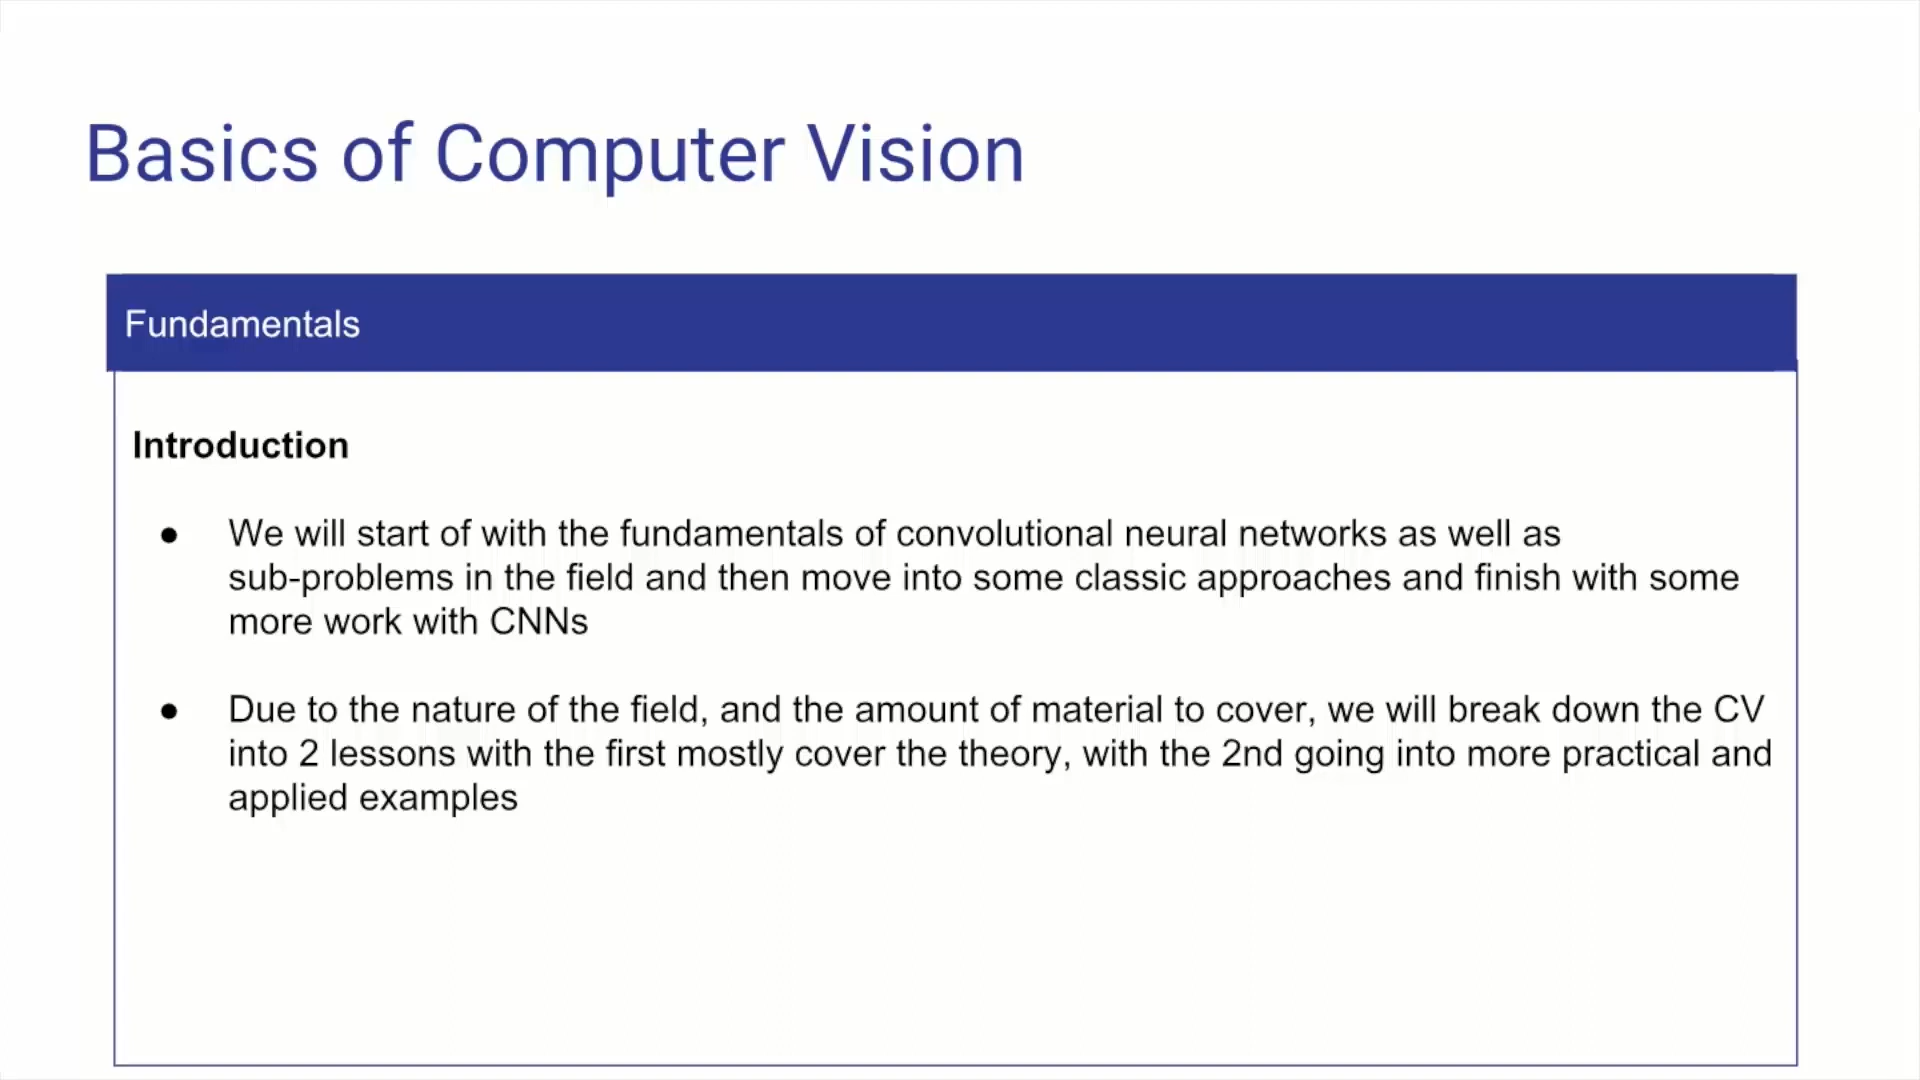 Basics of Computer Vision
Fundamentals
Introduction
● We will start of with the fundamentals of convolutional neural networks as well as
sub-problems in the field and then move into some classic approaches and finish with some
more work with CNNs
● Due to the nature of the field, and the amount of material to cover, we will break down the CV
into 2 lessons with the first mostly cover the theory, with the 2nd going into more practical and
applied examples